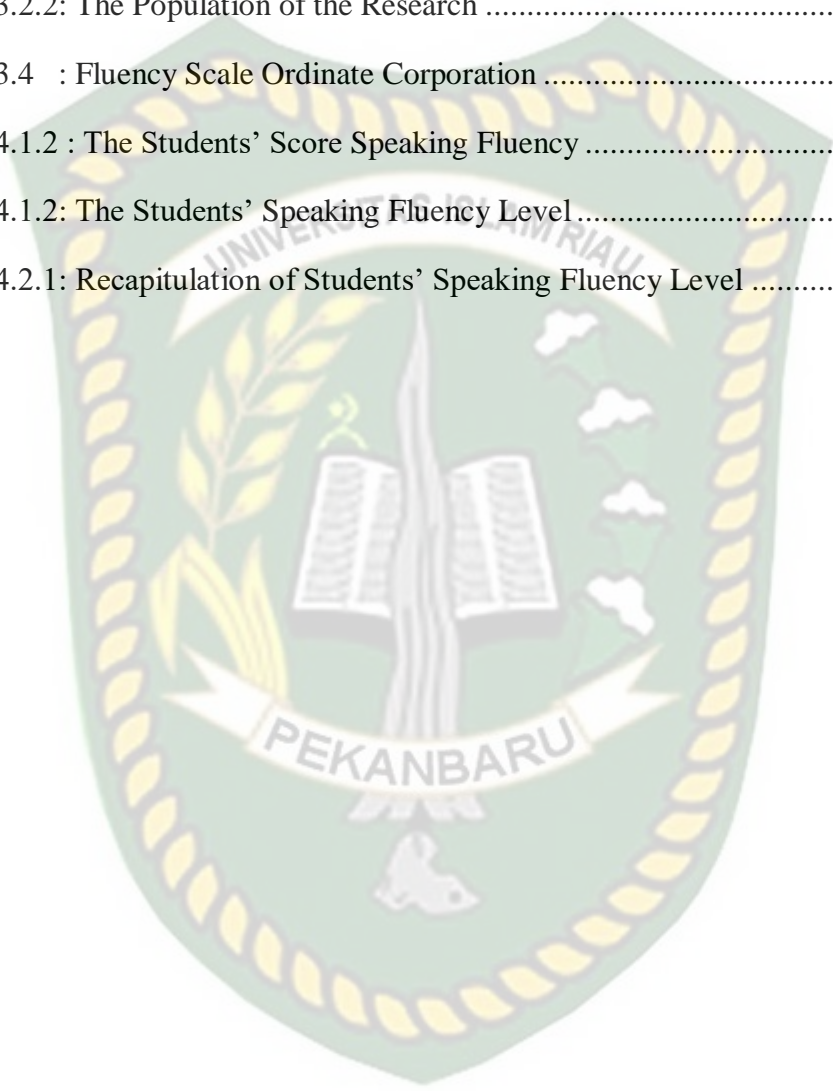 3.2.2: The Population of the Research ....................................
3.4 : Fluency Scale Ordinate Corporation ....................................
4.1.2 : The Students’ Score Speaking Fluency ..............................
4.1.2: The Students’ Speaking Fluency Level ................................
4.2.1: Recapitulation of Students’ Speaking Fluency Level ..........
UNIVERSITAS ISLAM RIAU
PEKANBARU